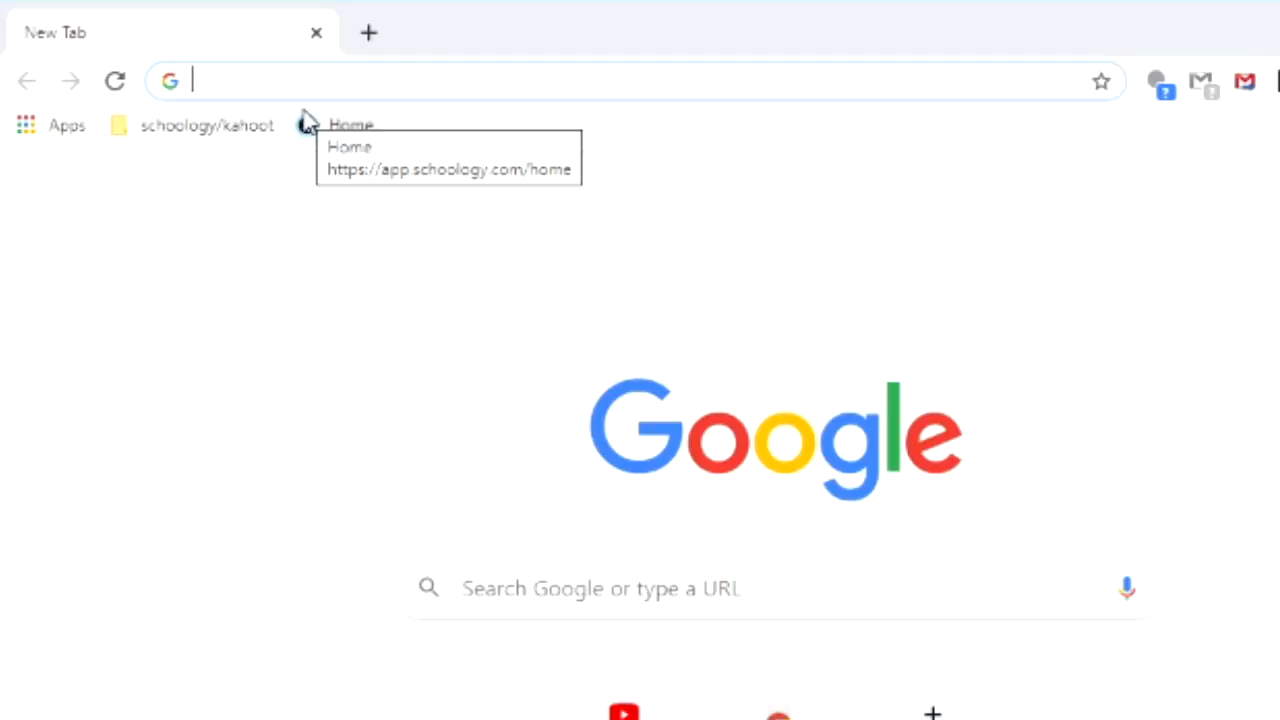 New Tab
Apps schoology/kahoot Home
Home
https://app.schoology.com/home
Google
Search Google or type a URL